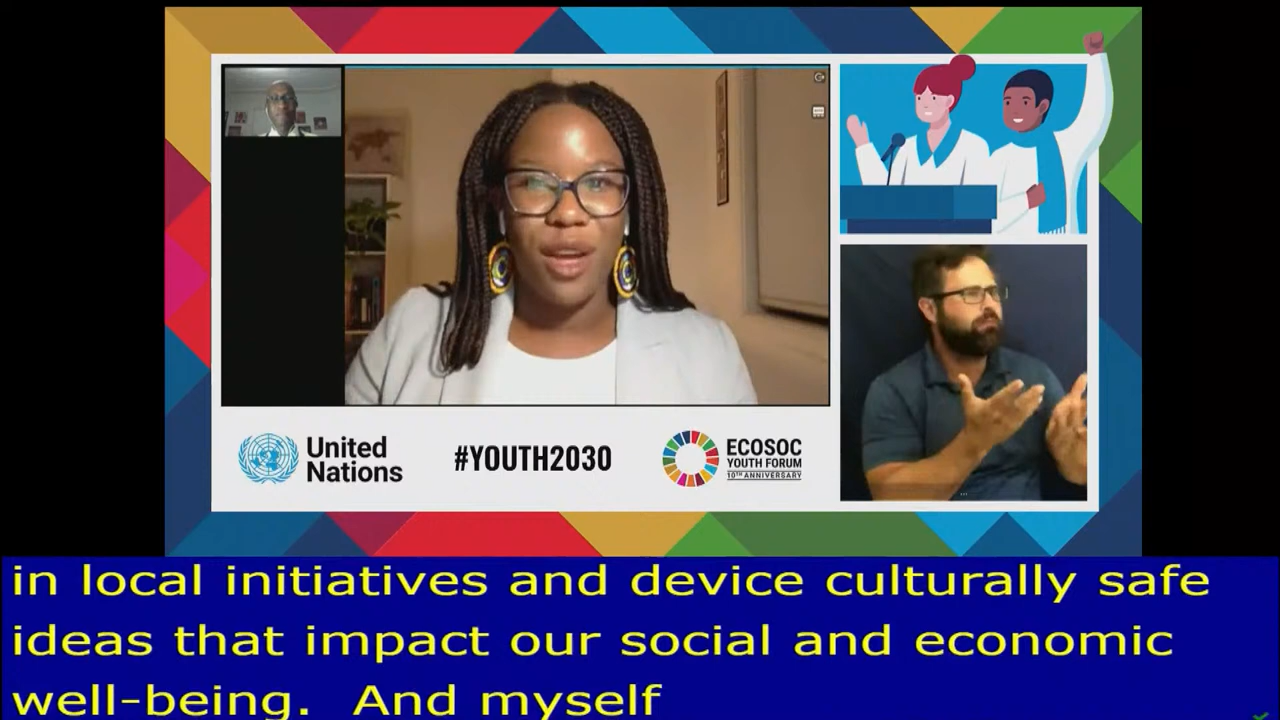 United
Nations
#YOUTH2030
ECOSOC
YOUTH FORUM
10TH ANNIVERSARY
in local initiatives and device culturally safe
ideas that impact our social and economic
well-being.  And myself